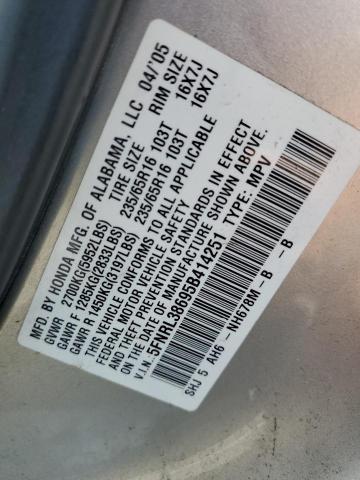 MFD. BY HONDA MFG. OF ALABAMA, LLC 04/'05
GVWR 2700KG(5952LBS) TIRE SIZE RIM SIZE
GAWR F 1285KG(2833LBS) 235/65R16 103T 16X7J
GAWR R 1450KG(3197LBS) 235/65R16 103T 16X7J
THIS VEHICLE CONFORMS TO ALL APPLICABLE
FEDERAL MOTOR VEHICLE SAFETY
AND THEFT PREVENTION STANDARDS IN EFFECT
ON THE DATE OF MANUFACTURE SHOWN ABOVE.
V.I.N.: 5FNRL38695B414251 TYPE: MPV
SHJ 5 AH6 - NH678M - B - B